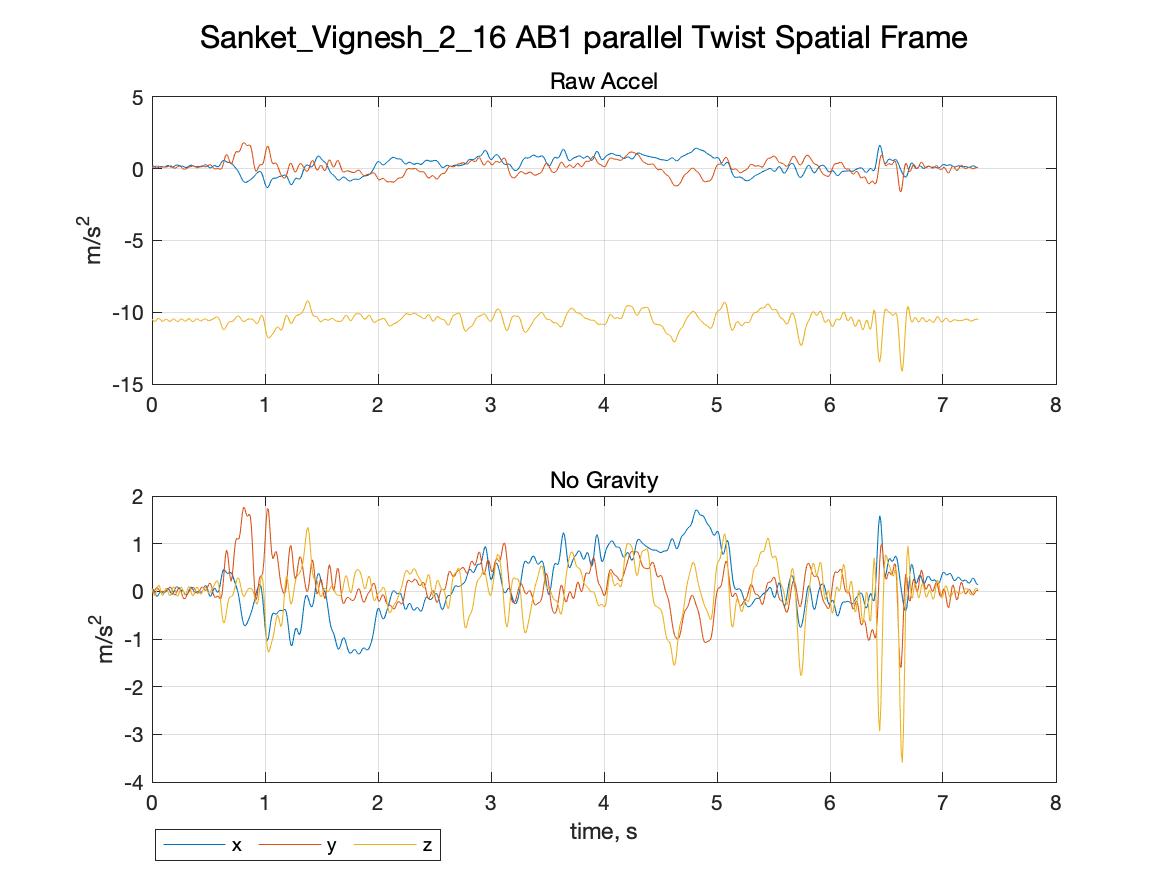 Sanket_Vignesh_2_16 AB1 parallel Twist Spatial Frame
Raw Accel
5
0
-5
-10
-15
m/s2
0 1 2 3 4 5 6 7 8
No Gravity
2
1
0
-1
-2
-3
-4
m/s2
0 1 2 3 4 5 6 7 8
time, s
x y z